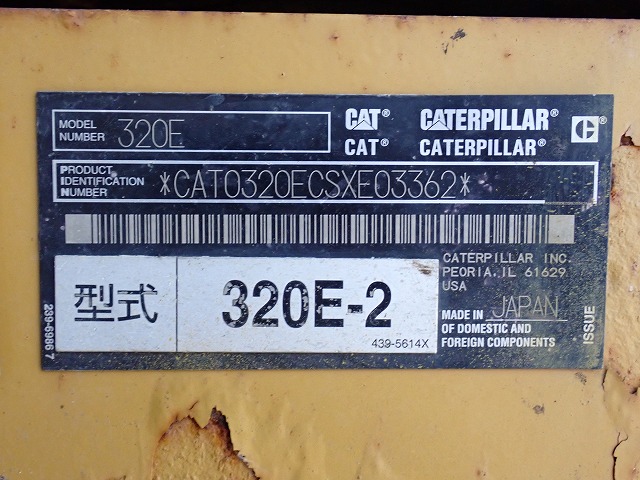 MODEL NUMBER 320E
CAT® CATERPILLAR®
CAT® CATERPILLAR®
C®
PRODUCT IDENTIFICATION NUMBER *CAT0320ECSXE03362*
CATERPILLAR INC.
PEORIA, IL 61629
USA
型式 320E-2
439-5614X
MADE IN JAPAN
OF DOMESTIC AND
FOREIGN COMPONENTS
ISSUE
239-6986 7